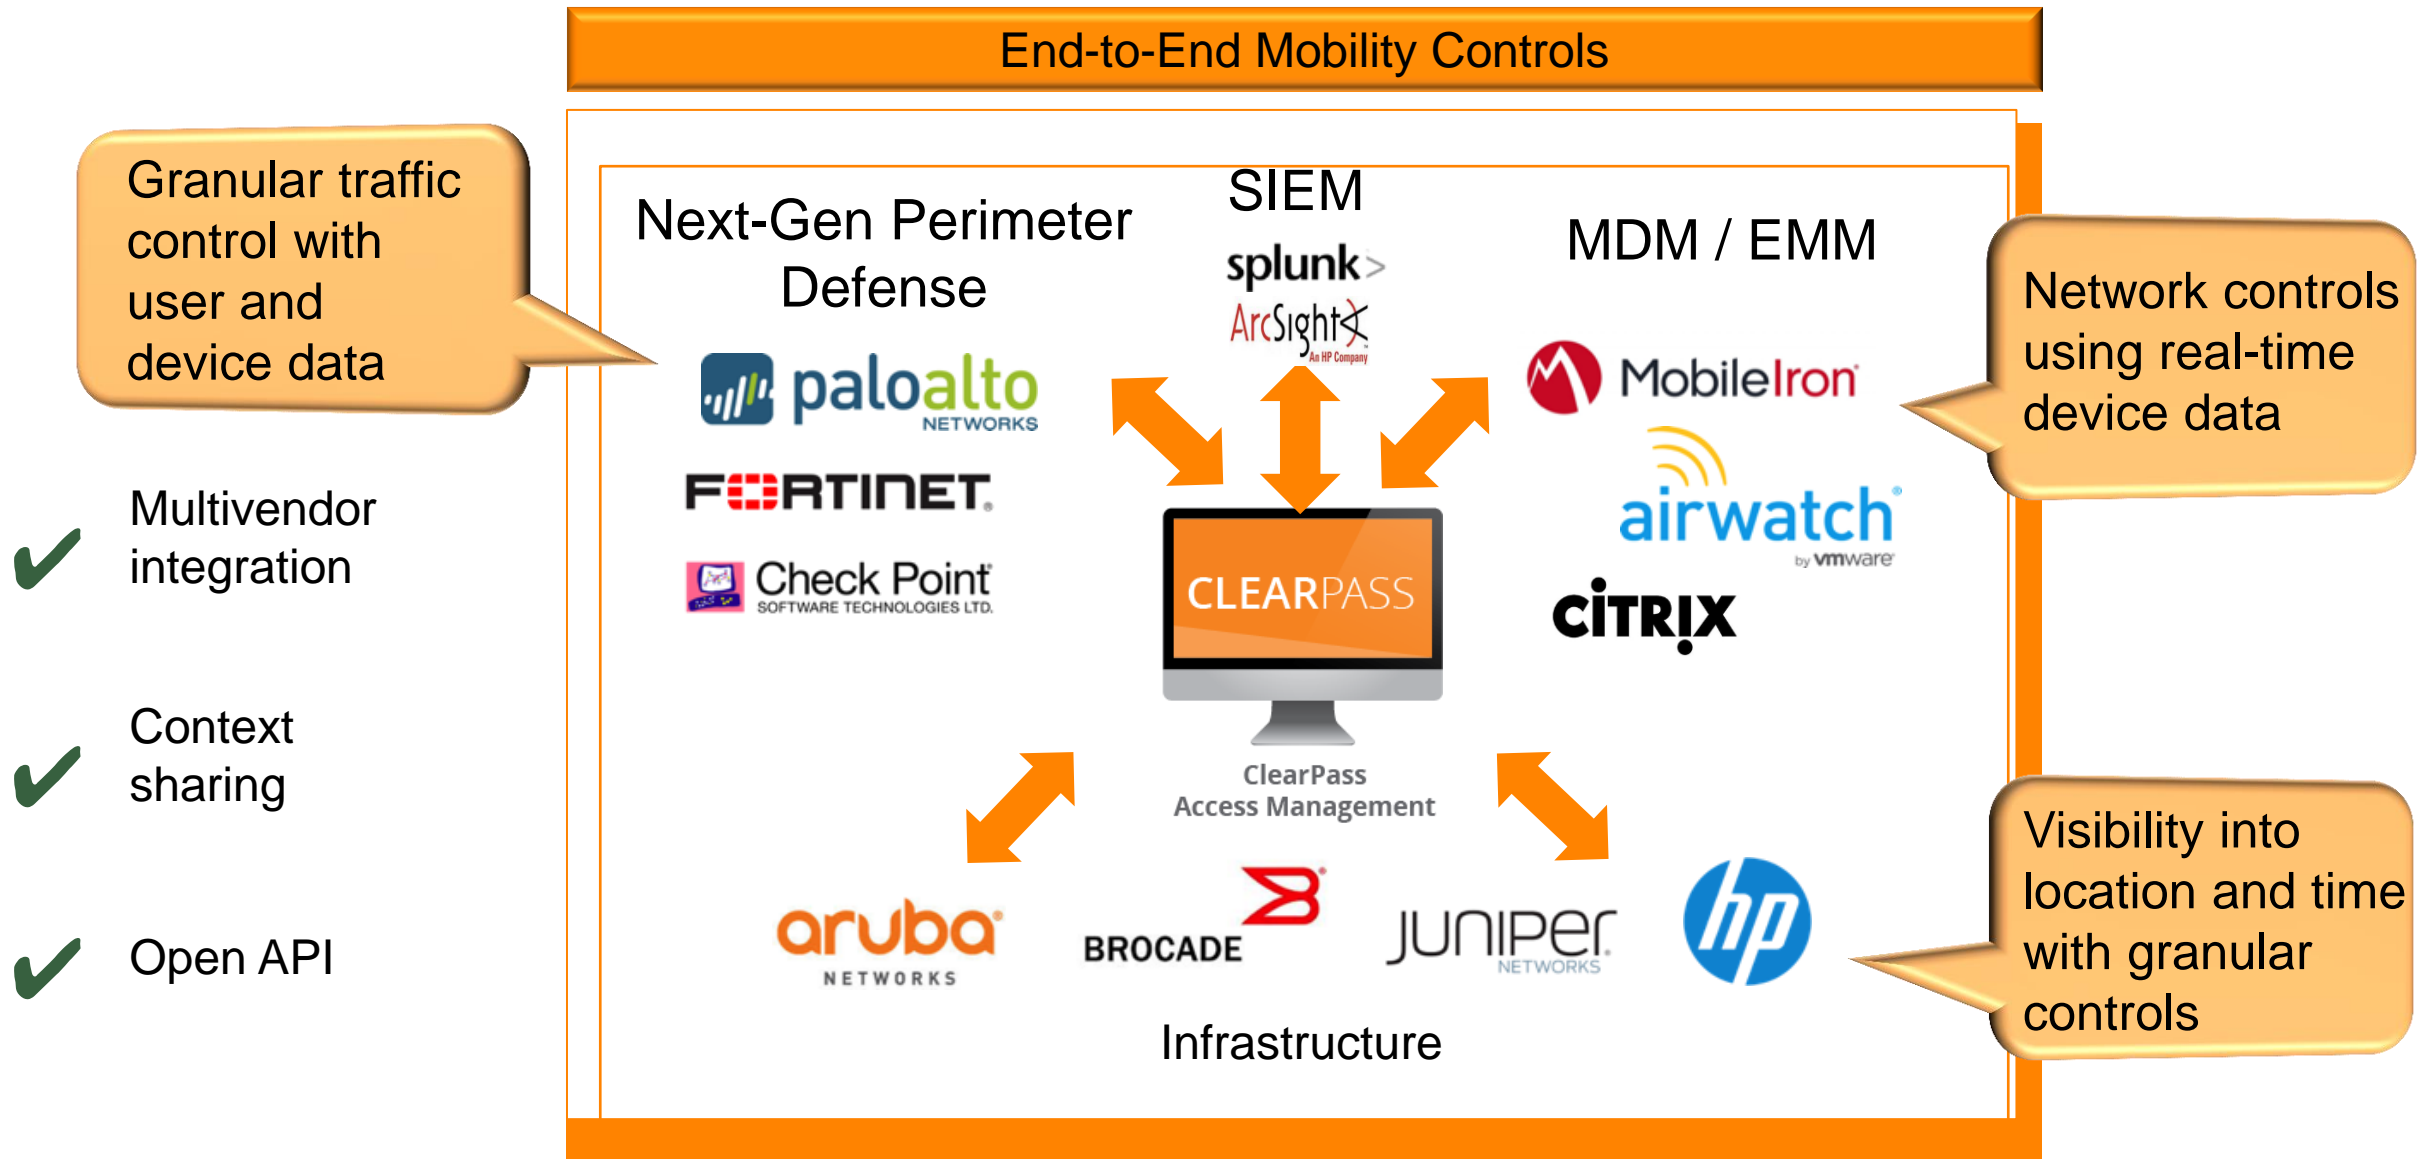 End-to-End Mobility Controls
Granular traffic
control with
user and
device data
Multivendor
integration
Context
sharing
Open API
Next-Gen Perimeter
Defense
paloalto
NETWORKS
FORTINET®
Check Point
SOFTWARE TECHNOLOGIES LTD.
SIEM
splunk>
ArcSight
An HP Company
MDM / EMM
MobileIron
airwatch®
by vmware
CİTRIX
Network controls
using real-time
device data
CLEARPASS
ClearPass
Access Management
aruba®
NETWORKS
BROCADE
JUNIPER
NETWORKS
hp
Infrastructure
Visibility into
location and time
with granular
controls